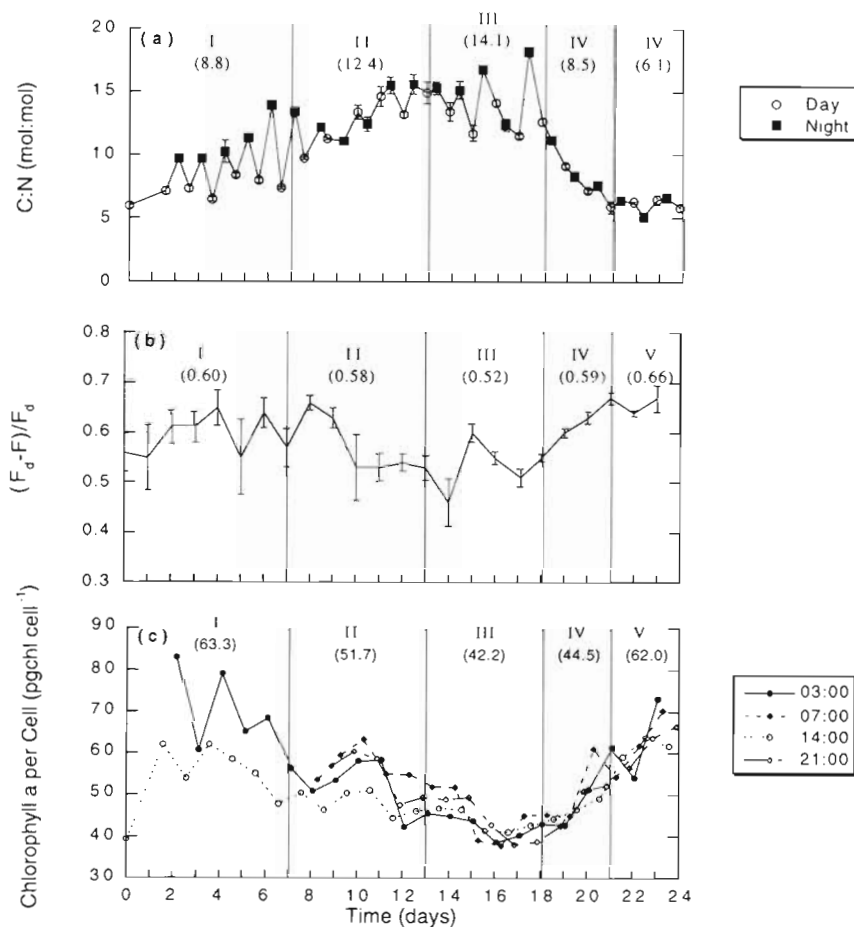 (a)
I
(8.8)
II
(12.4)
III
(14.1)
IV
(8.5)
IV
(6.1)
C:N (mol:mol)
20
15
10
5
0
Day
Night
(b)
I
(0.60)
II
(0.58)
III
(0.52)
IV
(0.59)
V
(0.66)
(Fd-F)/Fd
0.8
0.7
0.6
0.5
0.4
0.3
(c)
I
(63.3)
II
(51.7)
III
(42.2)
IV
(44.5)
V
(62.0)
Chlorophyll a per Cell (pgchl cell-1)
90
80
70
60
50
40
30
03:00
07:00
14:00
21:00
0 2 4 6 8 10 12 14 16 18 20 22 24
Time (days)